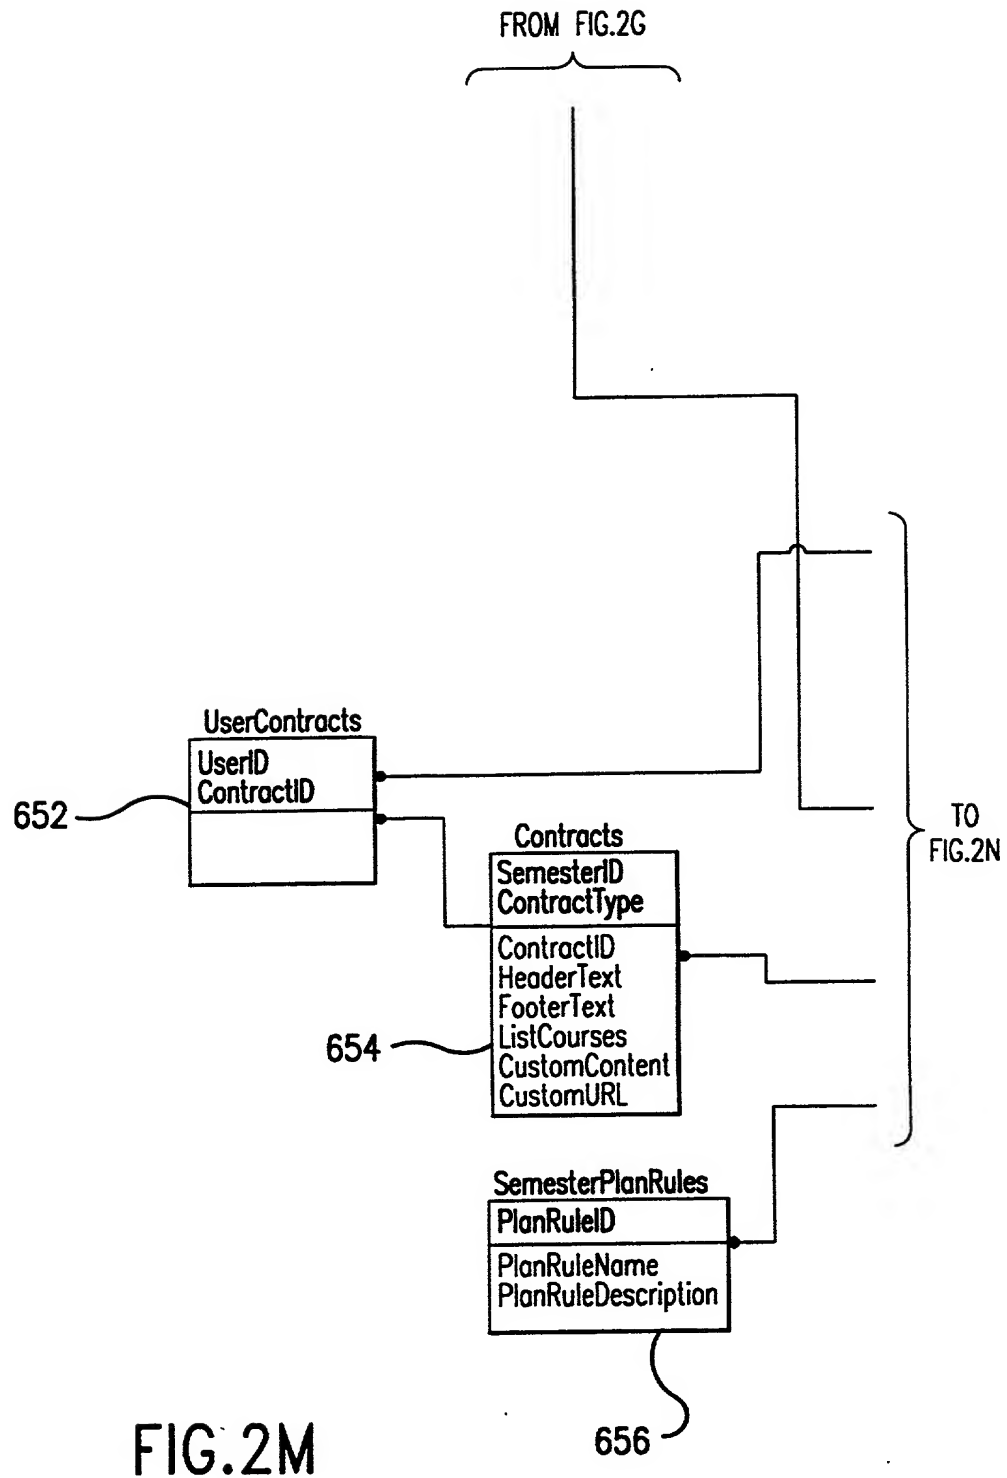 FROM FIG.2G
UserContracts
UserID
ContractID
652
Contracts
SemesterID
ContractType
ContractID
HeaderText
FooterText
ListCourses
CustomContent
CustomURL
654
TO
FIG.2N
SemesterPlanRules
PlanRuleID
PlanRuleName
PlanRuleDescription
656
FIG.2M